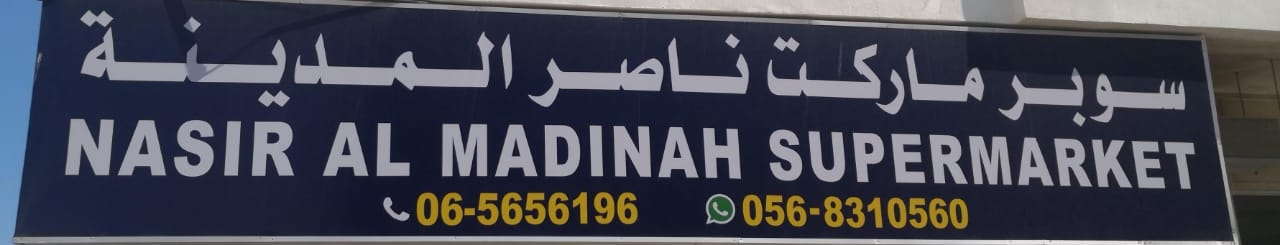 سوبر ماركت ناصر المدينة
NASIR AL MADINAH SUPERMARKET
06-5656196 056-8310560